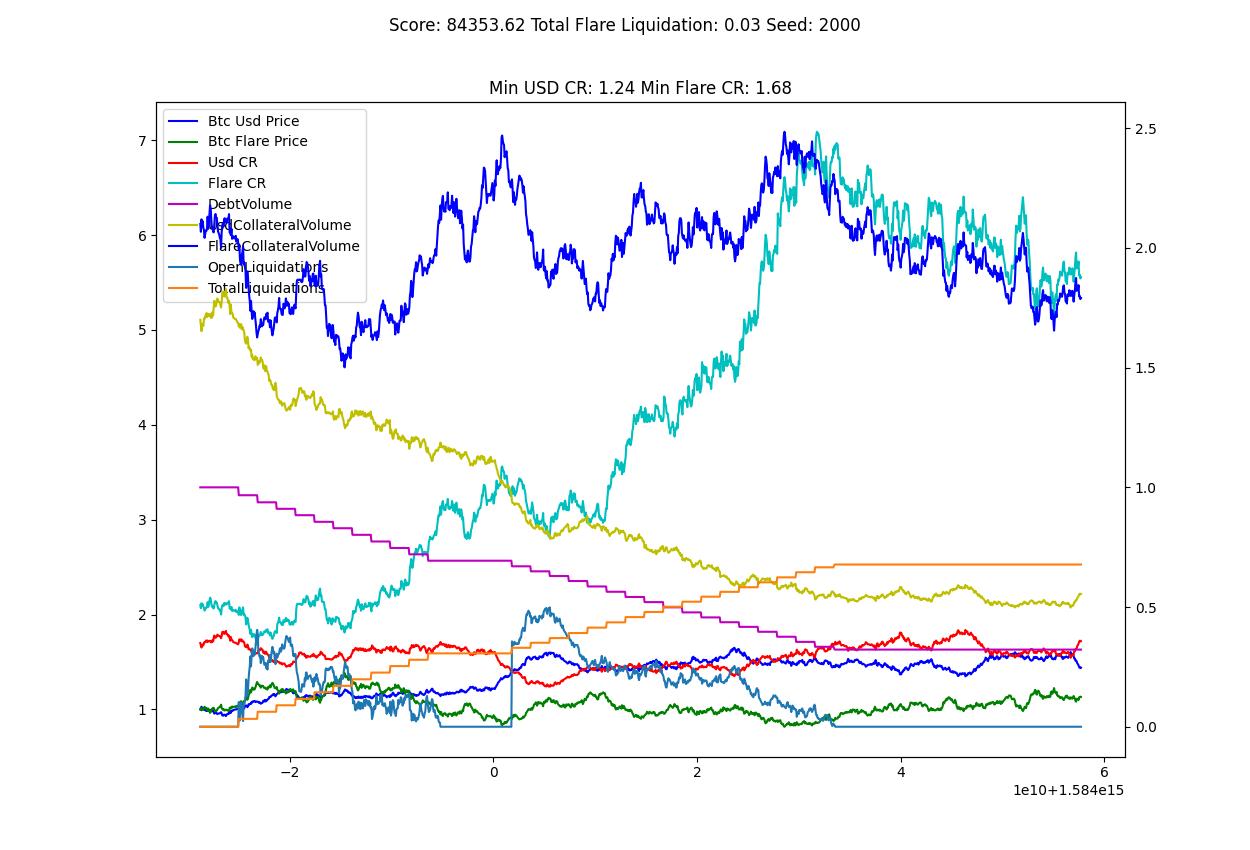 Score: 84353.62 Total Flare Liquidation: 0.03 Seed: 2000
Min USD CR: 1.24 Min Flare CR: 1.68
Btc Usd Price
Btc Flare Price
Usd CR
Flare CR
DebtVolume
UsdCollateralVolume
FlareCollateralVolume
OpenLiquidations
TotalLiquidations
7
6
5
4
3
2
1
2.5
2.0
1.5
1.0
0.5
0.0
−2
0
2
4
6
1e10+1.584e15